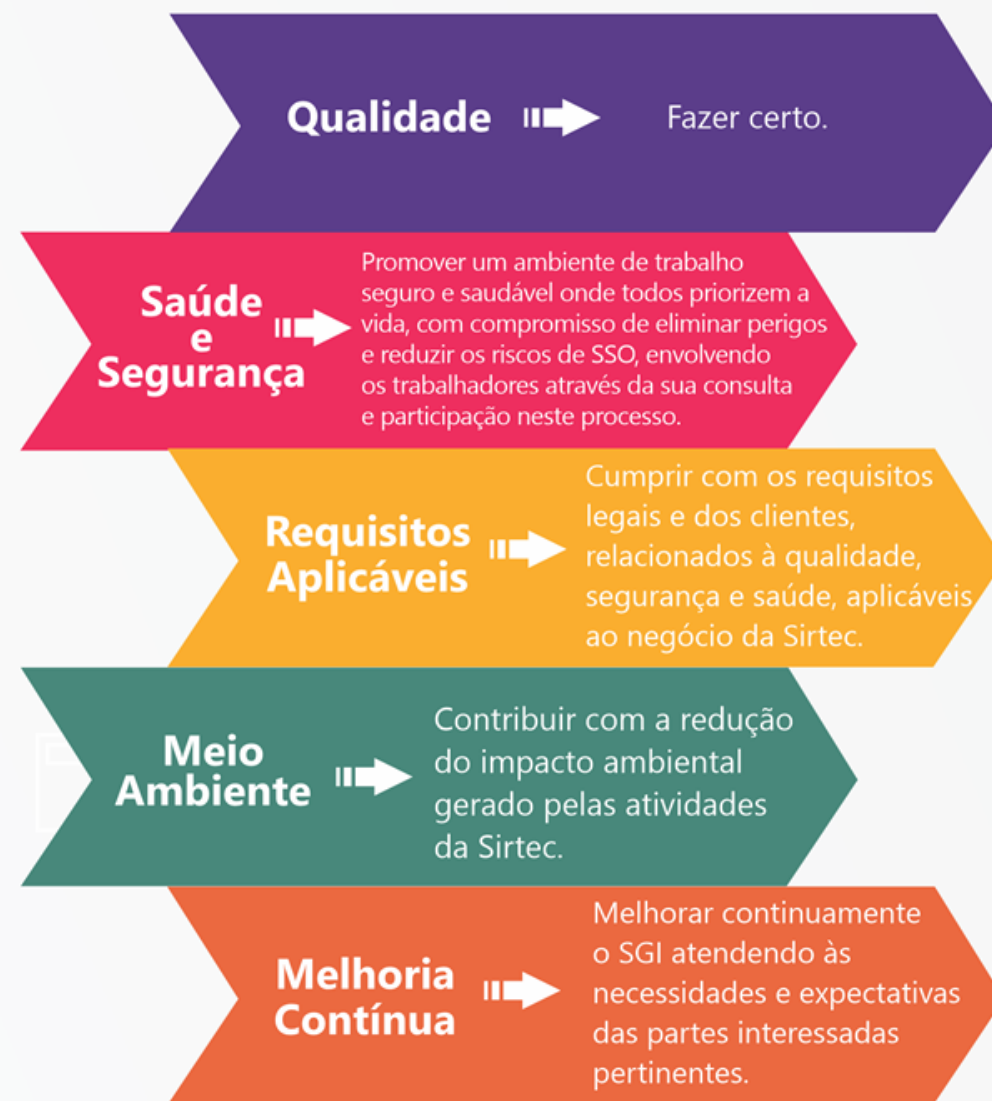 Qualidade
Fazer certo.
Saúde
e
Segurança
Promover um ambiente de trabalho
seguro e saudável onde todos priorizem a
vida, com compromisso de eliminar perigos
e reduzir os riscos de SSO, envolvendo
os trabalhadores através da sua consulta
e participação neste processo.
Requisitos
Aplicáveis
Cumprir com os requisitos
legais e dos clientes,
relacionados à qualidade,
segurança e saúde, aplicáveis
ao negócio da Sirtec.
Meio
Ambiente
Contribuir com a redução
do impacto ambiental
gerado pelas atividades
da Sirtec.
Melhoria
Contínua
Melhorar continuamente
o SGI atendendo às
necessidades e expectativas
das partes interessadas
pertinentes.